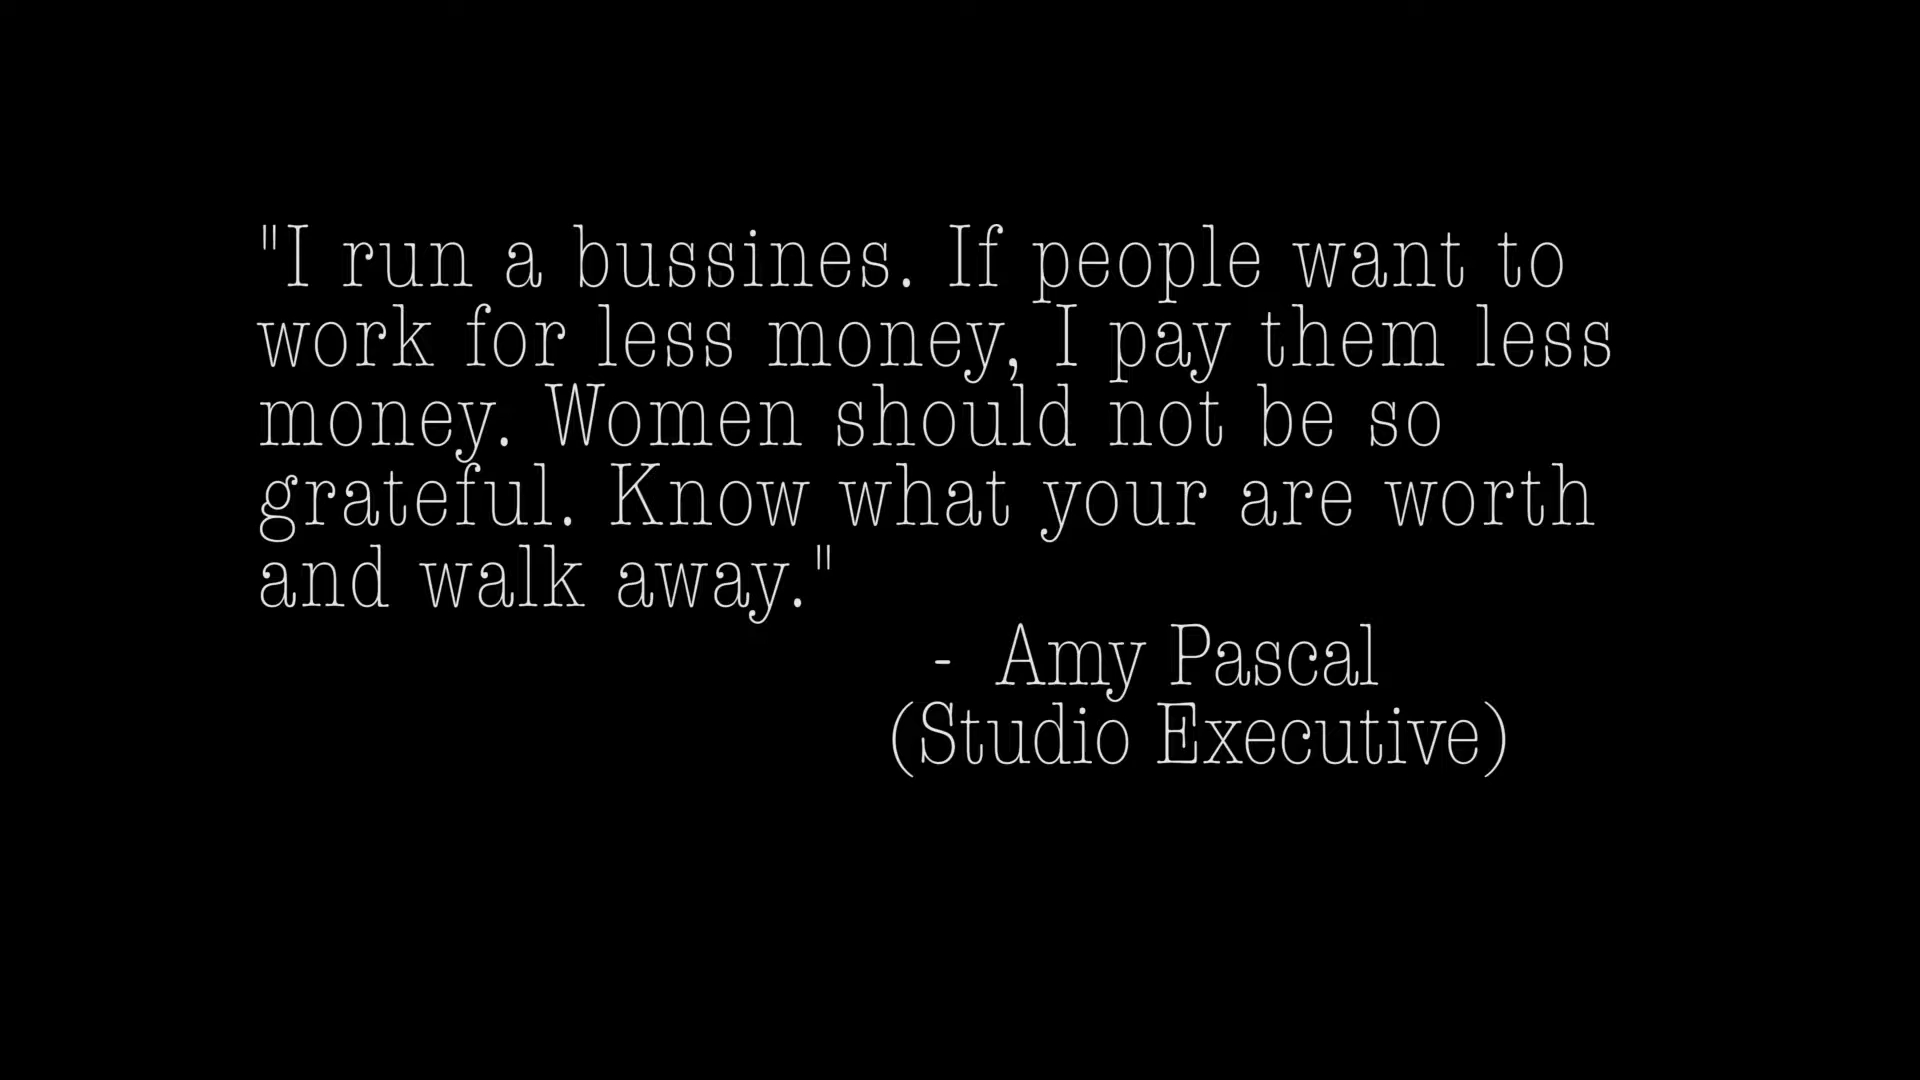 "I run a bussines. If people want to
work for less money, I pay them less
money. Women should not be so
grateful. Know what your are worth
and walk away."
- Amy Pascal
(Studio Executive)